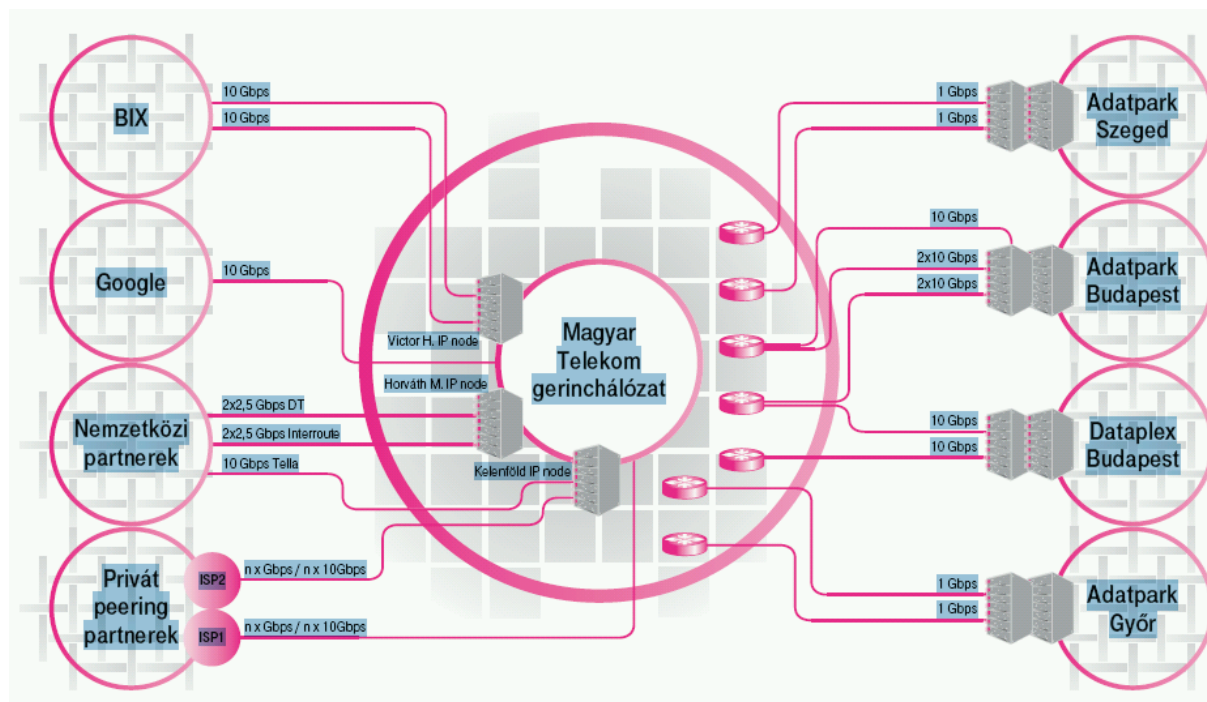 BIX
10 Gbps
10 Gbps
Google
10 Gbps
Nemzetközi
partnerek
2x2,5 Gbps DT
2x2,5 Gbps Interroute
10 Gbps Tella
Privát
peering
partnerek
ISP2
n x Gbps / n x 10Gbps
ISP1
n x Gbps / n x 10Gbps
Victor H. IP node
Horváth M. IP node
Kelenföld IP node
Magyar
Telekom
gerinchálózat
1 Gbps
1 Gbps
Adatpark
Szeged
10 Gbps
2x10 Gbps
2x10 Gbps
Adatpark
Budapest
10 Gbps
10 Gbps
Dataplex
Budapest
1 Gbps
1 Gbps
Adatpark
Győr